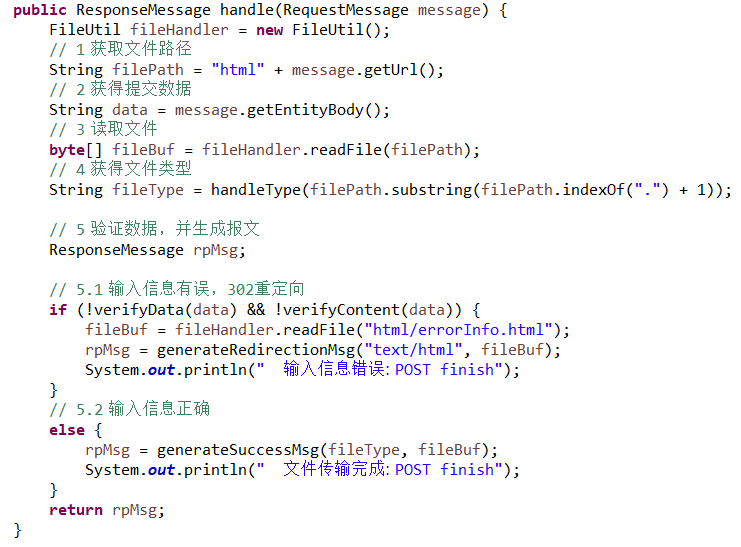 public ResponseMessage handle(RequestMessage message) {
    FileUtil fileHandler = new FileUtil();
    // 1 获取文件路径
    String filePath = "html" + message.getUrl();
    // 2 获得提交数据
    String data = message.getEntityBody();
    // 3 读取文件
    byte[] fileBuf = fileHandler.readFile(filePath);
    // 4 获得文件类型
    String fileType = handleType(filePath.substring(filePath.indexOf(".") + 1));

    // 5 验证数据，并生成报文
    ResponseMessage rpMsg;

    // 5.1 输入信息有误，302重定向
    if (!verifyData(data) && !verifyContent(data)) {
        fileBuf = fileHandler.readFile("html/errorInfo.html");
        rpMsg = generateRedirectionMsg("text/html", fileBuf);
        System.out.println("  输入信息错误: POST finish");
    }
    // 5.2 输入信息正确
    else {
        rpMsg = generateSuccessMsg(fileType, fileBuf);
        System.out.println("  文件传输完成: POST finish");
    }
    return rpMsg;
}